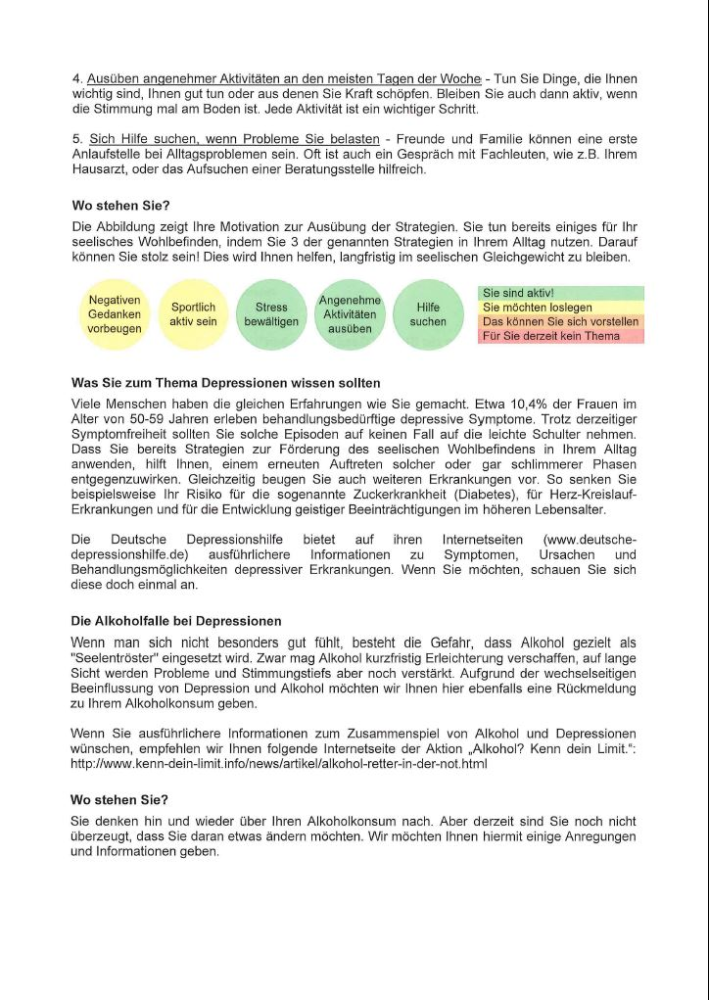 4. Ausüben angenehmer Aktivitäten an den meisten Tagen der Woche - Tun Sie Dinge, die Ihnen
wichtig sind, Ihnen gut tun oder aus denen Sie Kraft schöpfen. Bleiben Sie auch dann aktiv, wenn
die Stimmung mal am Boden ist. Jede Aktivität ist ein wichtiger Schritt.
5. Sich Hilfe suchen, wenn Probleme Sie belasten - Freunde und Familie können eine erste
Anlaufstelle bei Alltagsproblemen sein. Oft ist auch ein Gespräch mit Fachleuten, wie z.B. Ihrem
Hausarzt, oder das Aufsuchen einer Beratungsstelle hilfreich.
Wo stehen Sie?
Die Abbildung zeigt Ihre Motivation zur Ausübung der Strategien. Sie tun bereits einiges für Ihr
seelisches Wohlbefinden, indem Sie 3 der genannten Strategien in Ihrem Alltag nutzen. Darauf
können Sie stolz sein! Dies wird Ihnen helfen, langfristig im seelischen Gleichgewicht zu bleiben.
Negativen
Gedanken
vorbeugen
Sportlich
aktiv sein
Stress
bewältigen
Angenehme
Aktivitäten
ausüben
Hilfe
suchen
Sie sind aktiv!
Sie möchten loslegen
Das können Sie sich vorstellen
Für Sie derzeit kein Thema
Was Sie zum Thema Depressionen wissen sollten
Viele Menschen haben die gleichen Erfahrungen wie Sie gemacht. Etwa 10,4% der Frauen im
Alter von 50-59 Jahren erleben behandlungsbedürftige depressive Symptome. Trotz derzeitiger
Symptomfreiheit sollten Sie solche Episoden auf keinen Fall auf die leichte Schulter nehmen.
Dass Sie bereits Strategien zur Förderung des seelischen Wohlbefindens in Ihrem Alltag
anwenden, hilft Ihnen, einem erneuten Auftreten solcher oder gar schlimmerer Phasen
entgegenzuwirken. Gleichzeitig beugen Sie auch weiteren Erkrankungen vor. So senken Sie
beispielsweise Ihr Risiko für die sogenannte Zuckerkrankheit (Diabetes), für Herz-Kreislauf-
Erkrankungen und für die Entwicklung geistiger Beeinträchtigungen im höheren Lebensalter.
Die Deutsche Depressionshilfe bietet auf ihren Internetseiten (www.deutsche-
depressionshilfe.de) ausführlichere Informationen zu Symptomen, Ursachen und
Behandlungsmöglichkeiten depressiver Erkrankungen. Wenn Sie möchten, schauen Sie sich
diese doch einmal an.
Die Alkoholfalle bei Depressionen
Wenn man sich nicht besonders gut fühlt, besteht die Gefahr, dass Alkohol gezielt als
"Seelentröster" eingesetzt wird. Zwar mag Alkohol kurzfristig Erleichterung verschaffen, auf lange
Sicht werden Probleme und Stimmungstiefs aber noch verstärkt. Aufgrund der wechselseitigen
Beeinflussung von Depression und Alkohol möchten wir Ihnen hier ebenfalls eine Rückmeldung
zu Ihrem Alkoholkonsum geben.
Wenn Sie ausführlichere Informationen zum Zusammenspiel von Alkohol und Depressionen
wünschen, empfehlen wir Ihnen folgende Internetseite der Aktion „Alkohol? Kenn dein Limit.“:
http://www.kenn-dein-limit.info/news/artikel/alkohol-retter-in-der-not.html
Wo stehen Sie?
Sie denken hin und wieder über Ihren Alkoholkonsum nach. Aber derzeit sind Sie noch nicht
überzeugt, dass Sie daran etwas ändern möchten. Wir möchten Ihnen hiermit einige Anregungen
und Informationen geben.